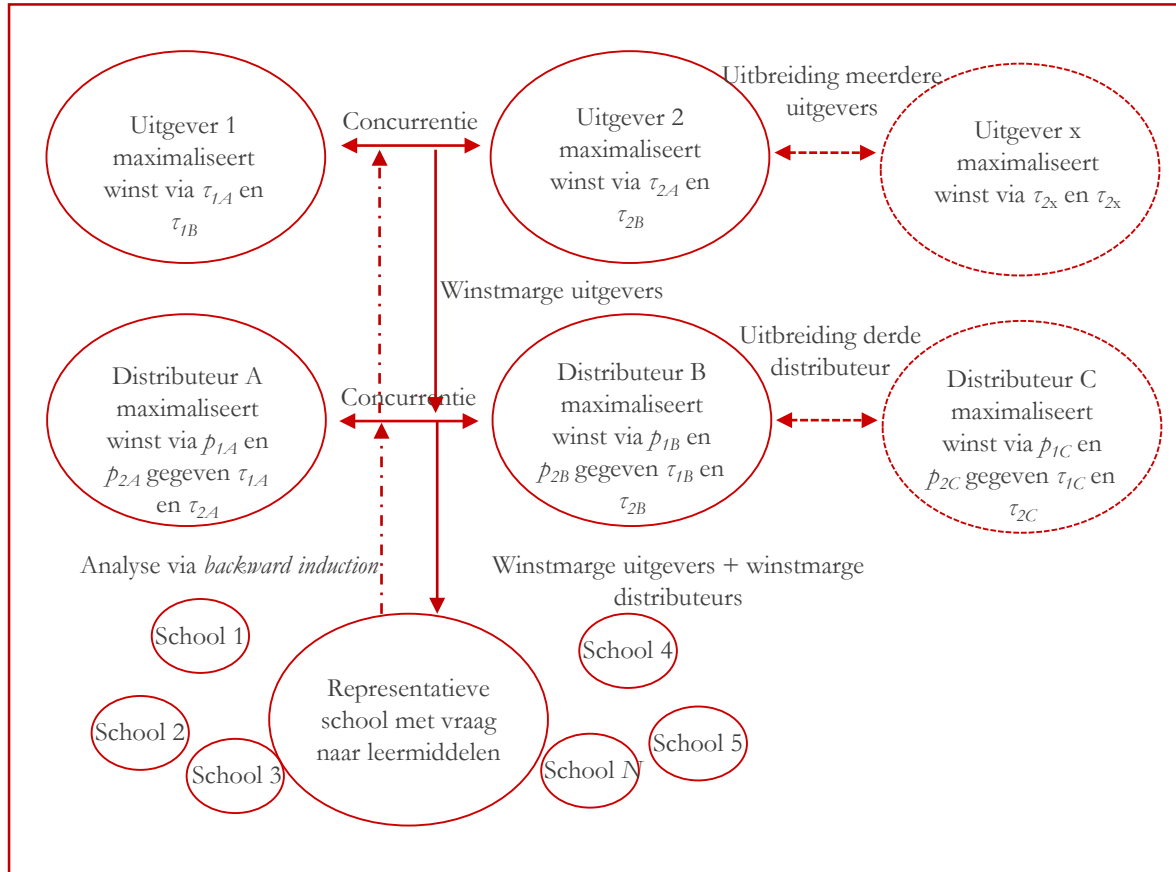 Uitgever 1
maximaliseert
winst via τ1A en
τ1B
Concurrentie
Uitgever 2
maximaliseert
winst via τ2A en
τ2B
Uitbreiding meerdere
uitgevers
Uitgever x
maximaliseert
winst via τ2x en τ2x
Winstmarge uitgevers
Distributeur A
maximaliseert
winst via p1A en
p2A gegeven τ1A
en τ2A
Concurrentie
Distributeur B
maximaliseert
winst via p1B en
p2B gegeven τ1B en
τ2B
Uitbreiding derde
distributeur
Distributeur C
maximaliseert
winst via p1C en
p2C gegeven τ1C en
τ2C
Analyse via backward induction
Winstmarge uitgevers + winstmarge
distributeurs
School 1
School 2
School 3
Representatieve
school met vraag
naar leermiddelen
School 4
School 5
School N